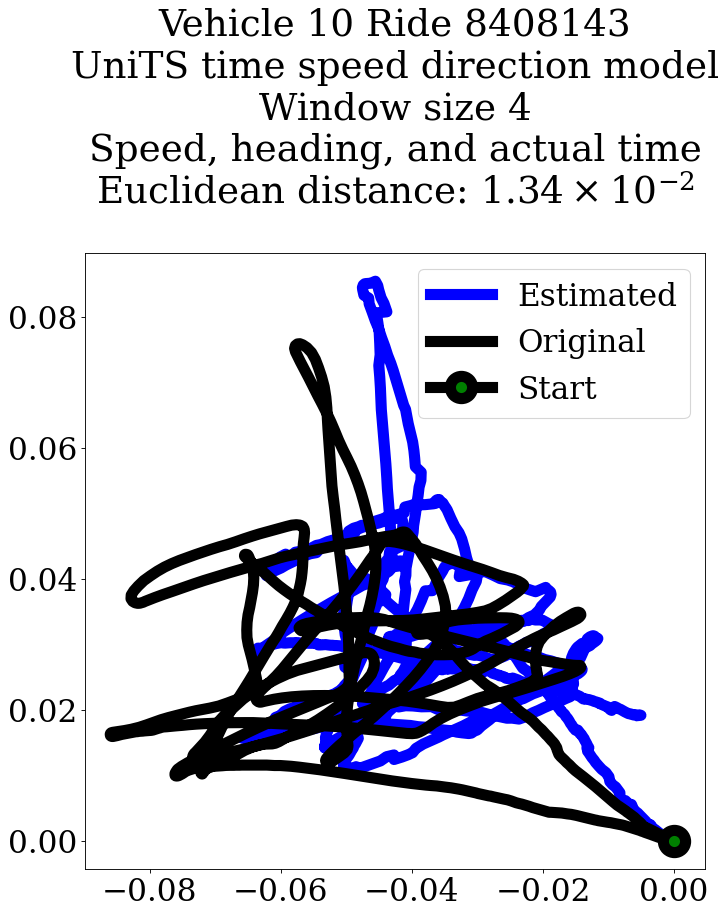 Vehicle 10 Ride 8408143
UniTS time speed direction model
Window size 4
Speed, heading, and actual time
Euclidean distance: 1.34 × 10⁻²
Estimated
Original
Start
0.08
0.06
0.04
0.02
0.00
−0.08 −0.06 −0.04 −0.02 0.00